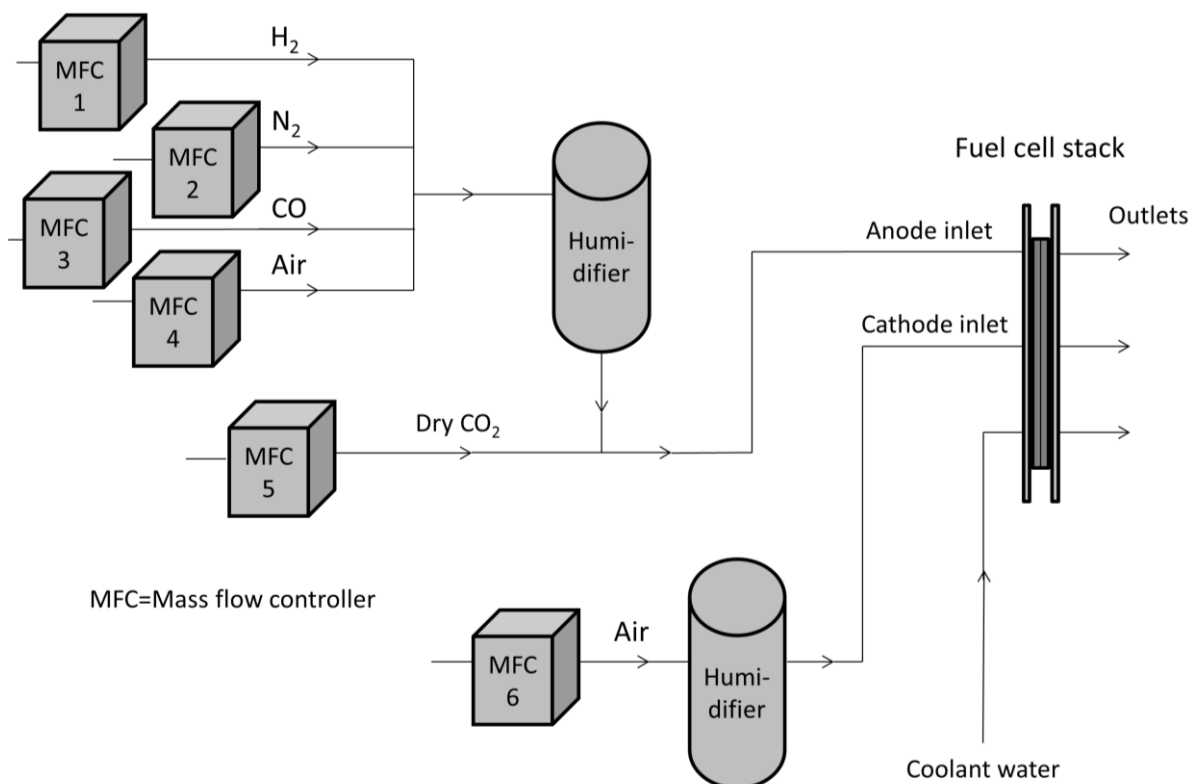 H₂
MFC
1
N₂
MFC
2
CO
MFC
3
Air
MFC
4
Humi-
difier
Fuel cell stack
Anode inlet
Outlets
Cathode inlet
Dry CO₂
MFC
5
MFC=Mass flow controller
Air
MFC
6
Humi-
difier
Coolant water